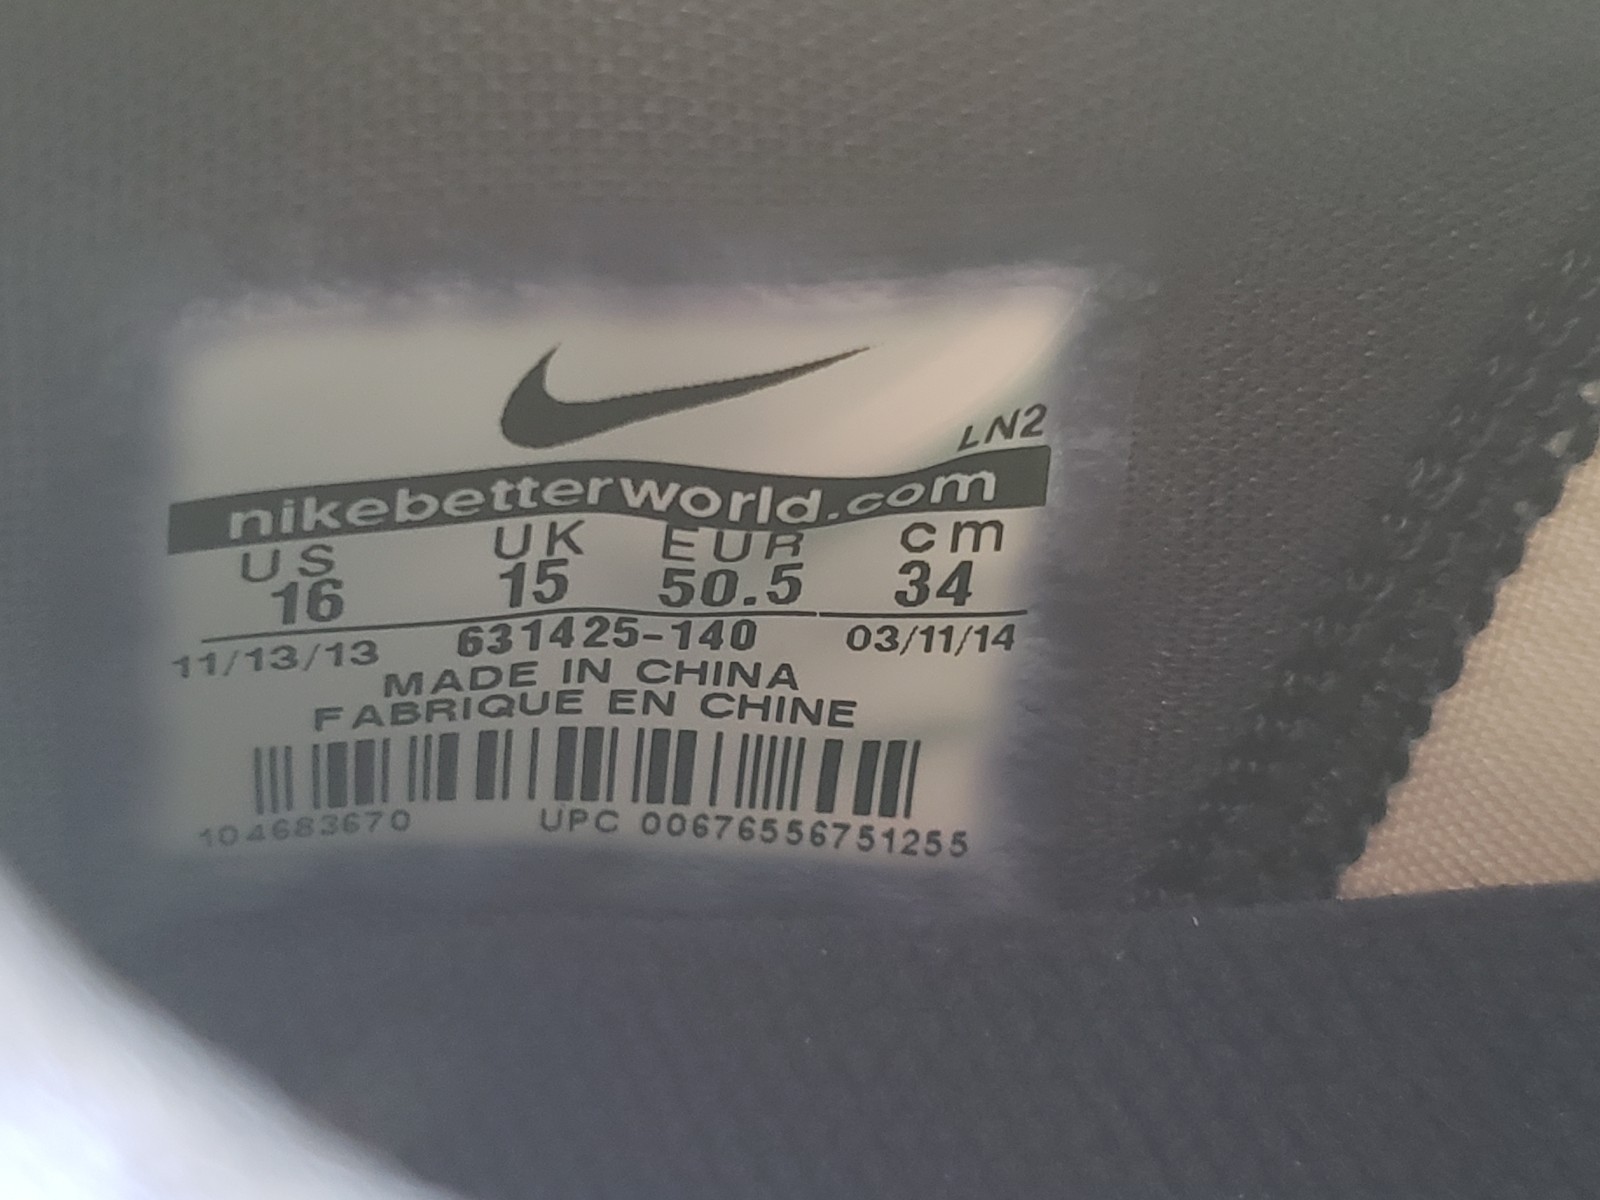 LN2
nikebetterworld.com
US UK EUR cm
16 15 50.5 34
11/13/13 631425-140 03/11/14
MADE IN CHINA
FABRIQUE EN CHINE
104683670 UPC 00676556751255